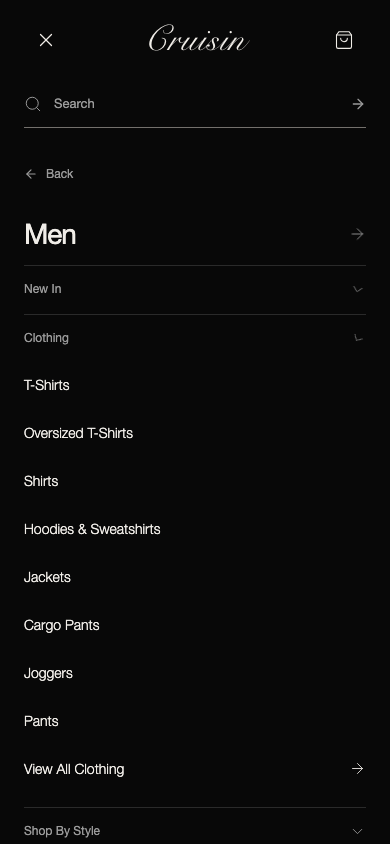 Cruisin
Search
Back
Men
New In
Clothing
T-Shirts
Oversized T-Shirts
Shirts
Hoodies & Sweatshirts
Jackets
Cargo Pants
Joggers
Pants
View All Clothing
Shop By Style